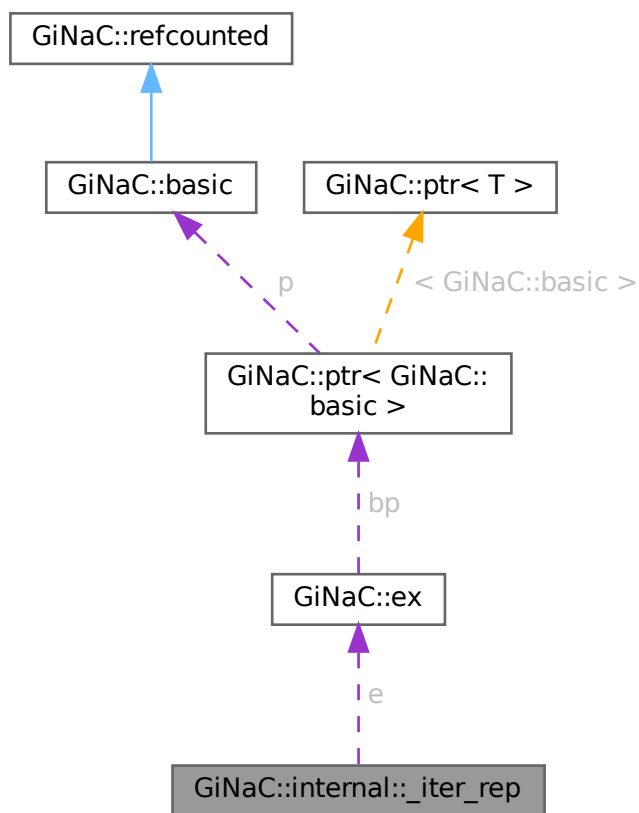 GiNaC::refcounted
GiNaC::basic
GiNaC::ptr< T >
p
< GiNaC::basic >
GiNaC::ptr< GiNaC::
basic >
bp
GiNaC::ex
e
GiNaC::internal::_iter_rep